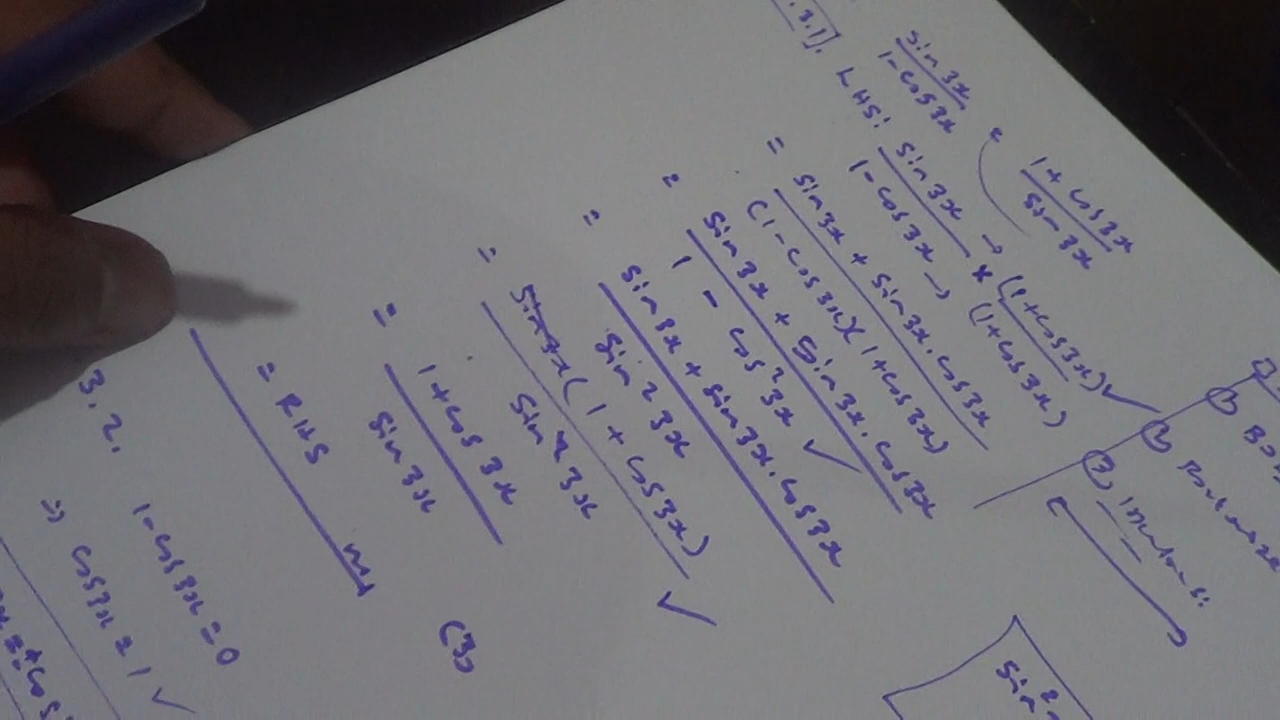 .3.1].
sin 3x / 1 - cos 3x = 1 + cos 3x / sin 3x
LHS: sin 3x / 1 - cos 3x × (1 + cos 3x) / (1 + cos 3x) ✓
= sin 3x + sin 3x . cos 3x / (1 - cos 3x)(1 + cos 3x)
= sin 3x + sin 3x . cos 3x / 1 - cos² 3x ✓
= sin 3x + sin 3x . cos 3x / sin² 3x
= sin 3x (1 + cos 3x) / sin² 3x ✓
= 1 + cos 3x / sin 3x
= RHS
(3)
3.2.
1 - cos 3x = 0
⇒ cos 3x = 1 ✓
sin²